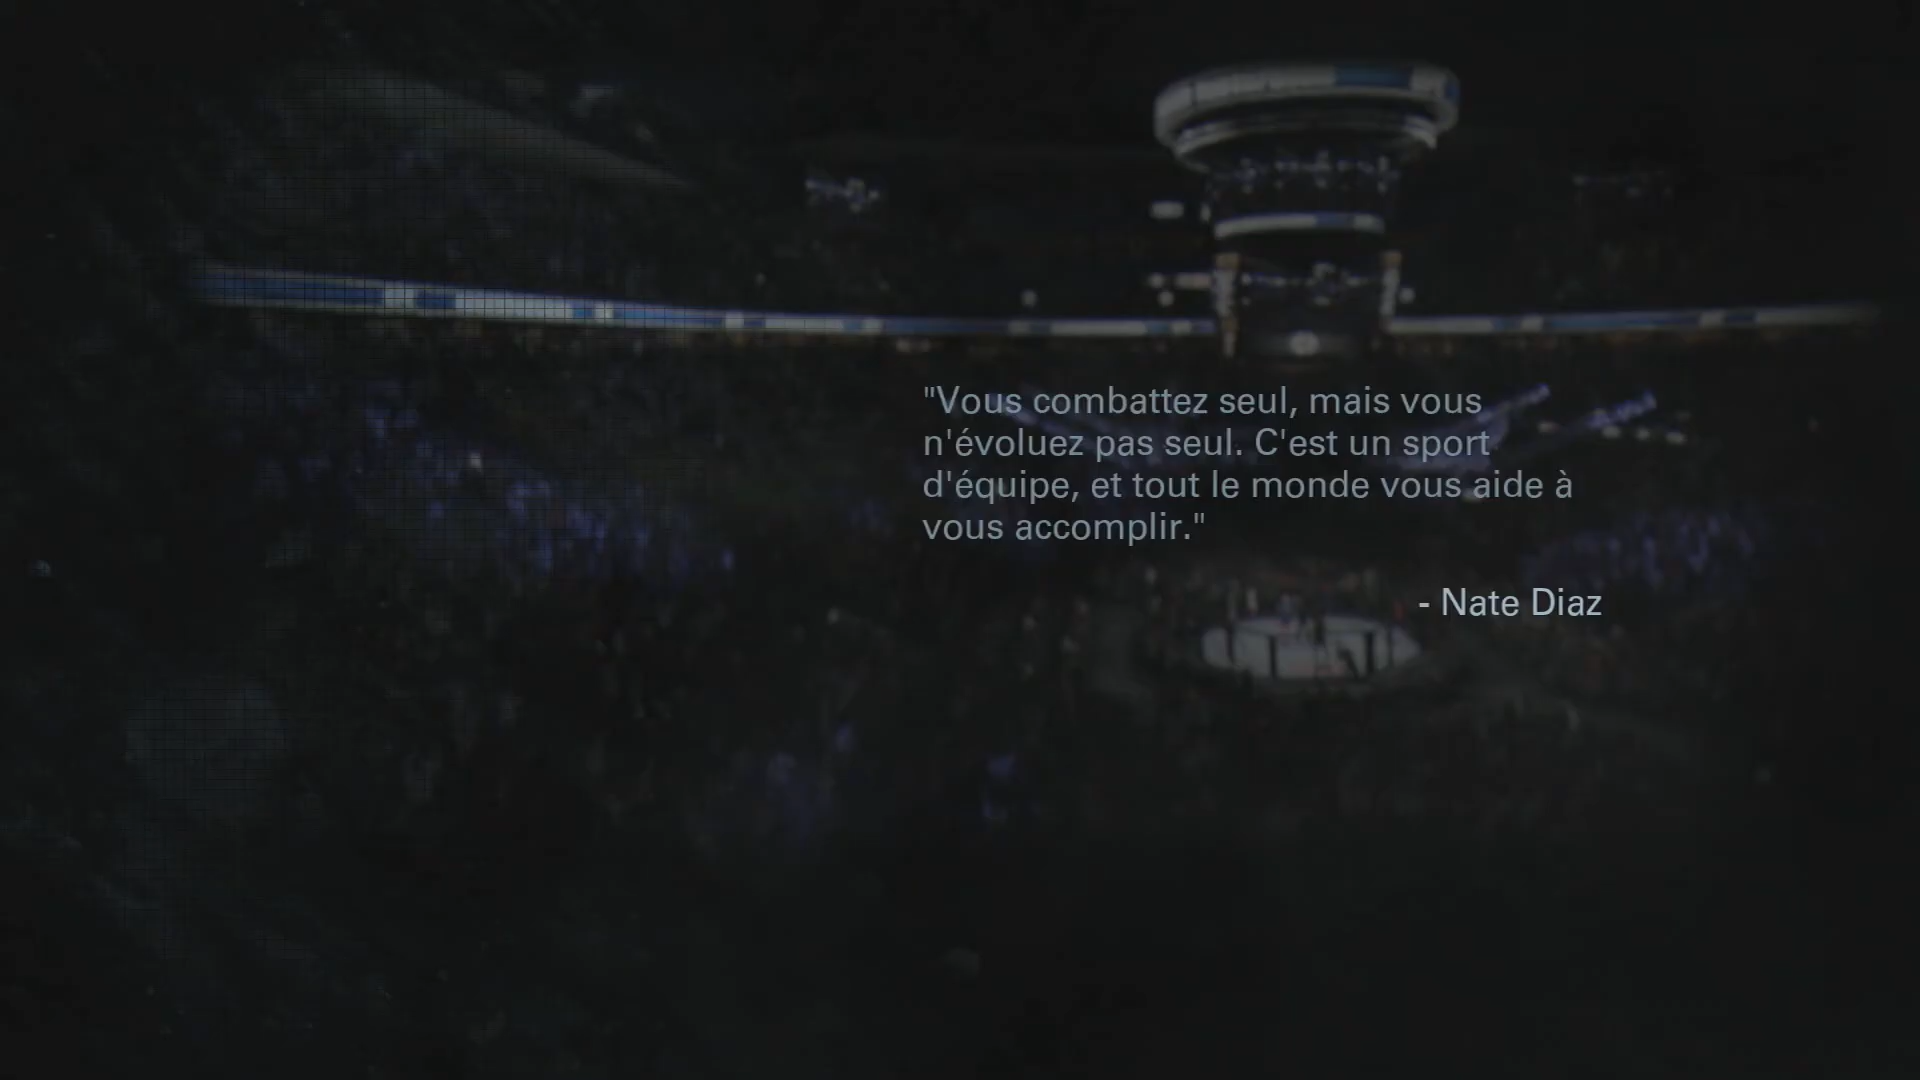 "Vous combattez seul, mais vous
n'évoluez pas seul. C'est un sport
d'équipe, et tout le monde vous aide à
vous accomplir."
- Nate Diaz